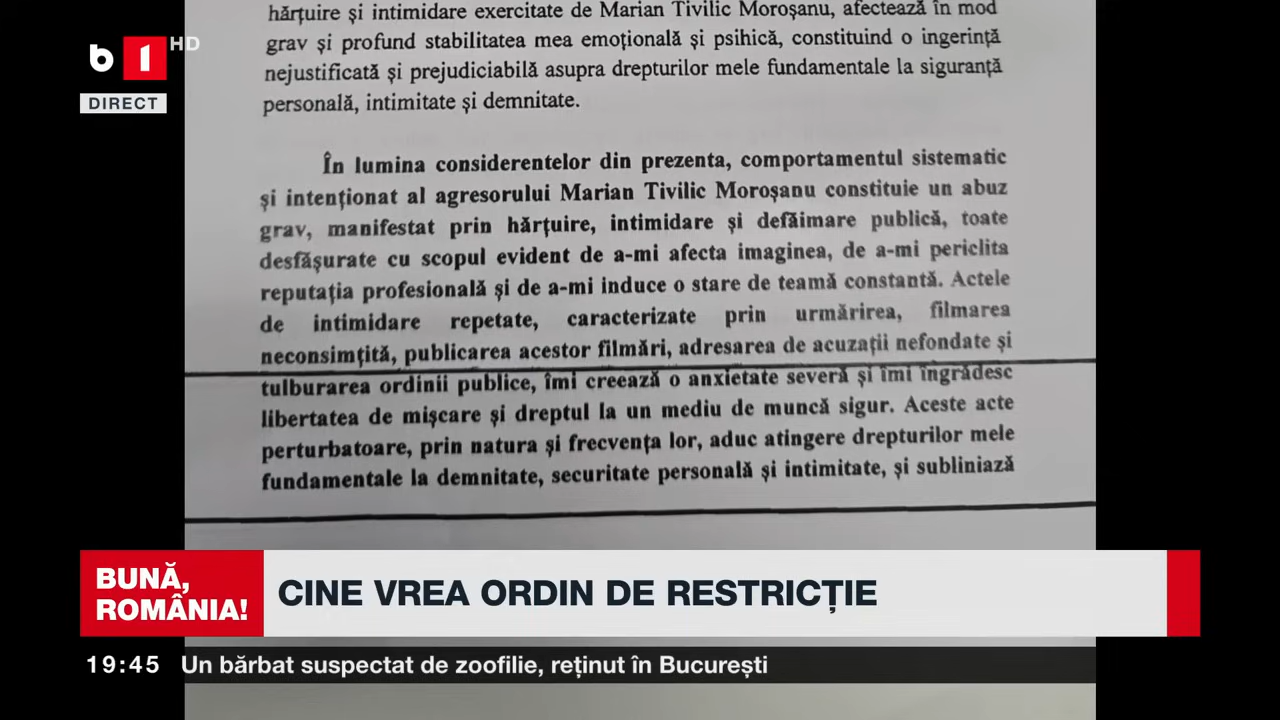 hărțuire și intimidare exercitate de Marian Tivilic Moroșanu, afectează în mod
grav și profund stabilitatea mea emoțională și psihică, constituind o ingerință
nejustificată și prejudiciabilă asupra drepturilor mele fundamentale la siguranță
personală, intimitate și demnitate.
În lumina considerentelor din prezenta, comportamentul sistematic
și intenționat al agresorului Marian Tivilic Moroșanu constituie un abuz
grav, manifestat prin hărțuire, intimidare și defăimare publică, toate
desfășurate cu scopul evident de a-mi afecta imaginea, de a-mi periclita
reputația profesională și de a-mi induce o stare de teamă constantă. Actele
de intimidare repetate, caracterizate prin urmărirea, filmarea
neconsimțită, publicarea acestor filmări, adresarea de acuzații nefondate și
tulburarea ordinii publice, îmi creează o anxietate severă și îmi îngrădesc
libertatea de mișcare și dreptul la un mediu de muncă sigur. Aceste acte
perturbatoare, prin natura și frecvența lor, aduc atingere drepturilor mele
fundamentale la demnitate, securitate personală și intimitate, și subliniază
b1 HD
DIRECT
BUNĂ,
ROMÂNIA!
CINE VREA ORDIN DE RESTRICȚIE
19:45 Un bărbat suspectat de zoofilie, reținut în București